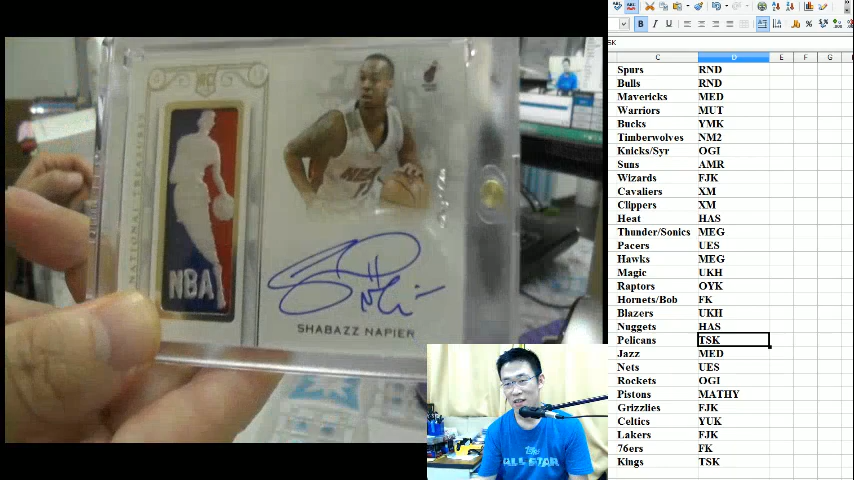 RC
NATIONAL TREASURES
NBA
SHABAZZ NAPIER
ALL STAR
C D E F G
Spurs RND
Bulls RND
Mavericks MED
Warriors MUT
Bucks YMK
Timberwolves NM2
Knicks/Syr OGI
Suns AMR
Wizards FJK
Cavaliers XM
Clippers XM
Heat HAS
Thunder/Sonics MEG
Pacers UES
Hawks MEG
Magic UKH
Raptors OYK
Hornets/Bob FK
Blazers UKH
Nuggets HAS
Pelicans TSK
Jazz MED
Nets UES
Rockets OGI
Pistons MATHY
Grizzlies FJK
Celtics YUK
Lakers FJK
76ers FK
Kings TSK